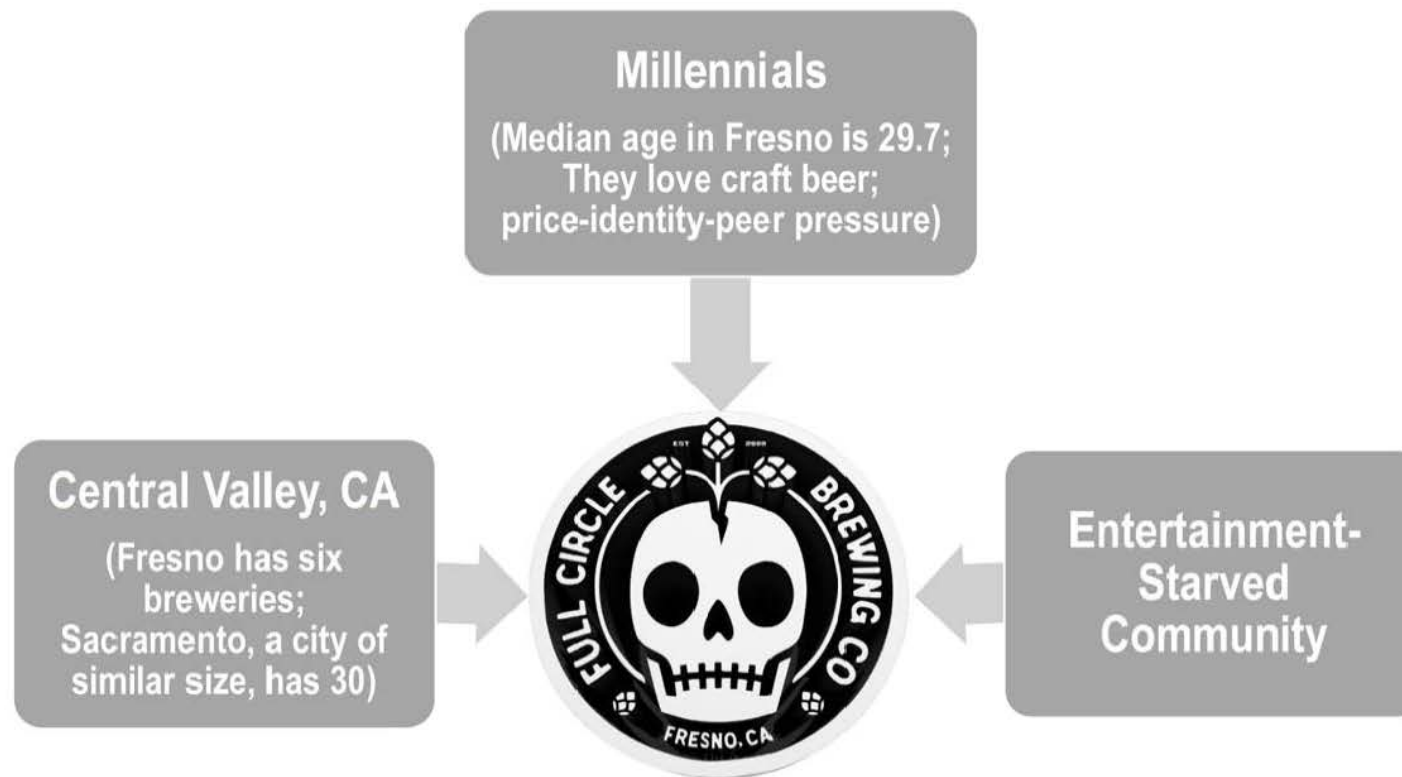 Millennials
(Median age in Fresno is 29.7;
They love craft beer;
price-identity-peer pressure)
Central Valley, CA
(Fresno has six
breweries;
Sacramento, a city of
similar size, has 30)
EST 2000
FULL CIRCLE BREWING CO
FRESNO, CA
Entertainment-
Starved
Community